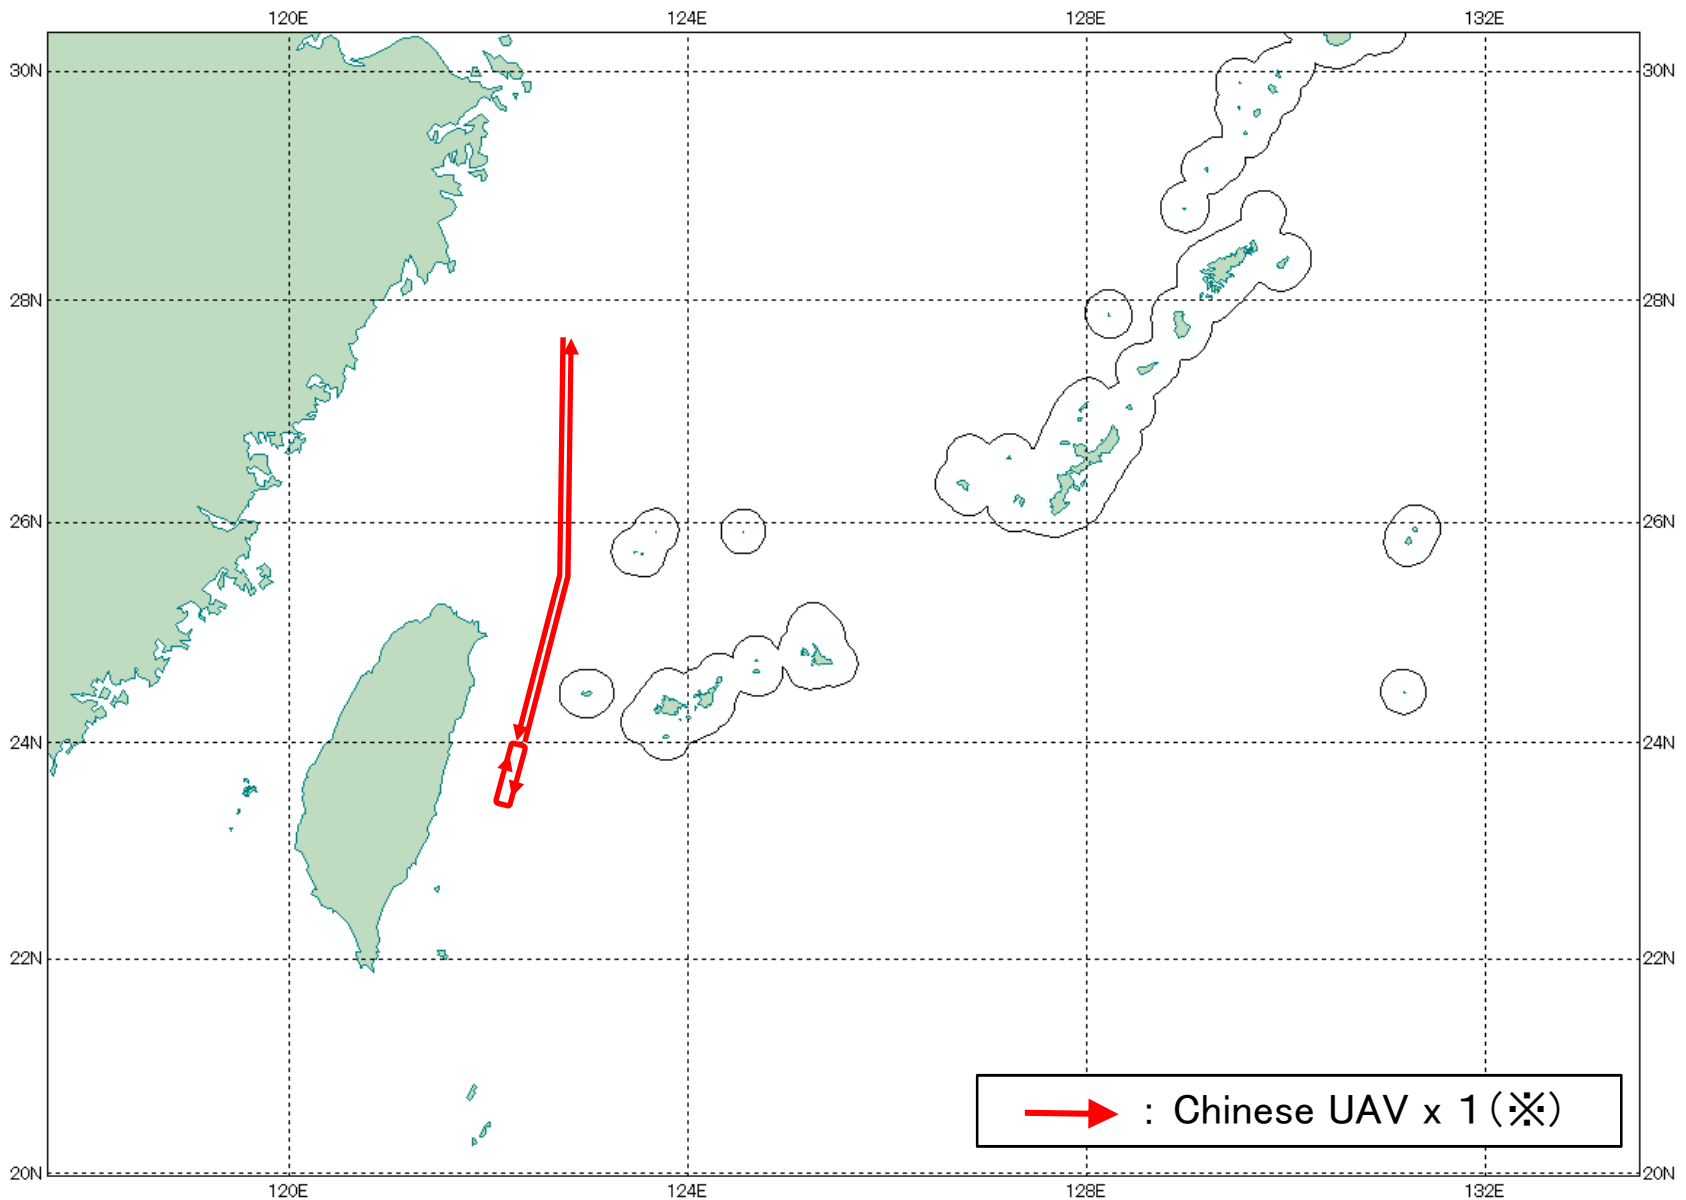 120E 124E 128E 132E
30N 30N
28N 28N
26N 26N
24N 24N
22N 22N
: Chinese UAV x 1(※)
20N 20N
120E 124E 128E 132E